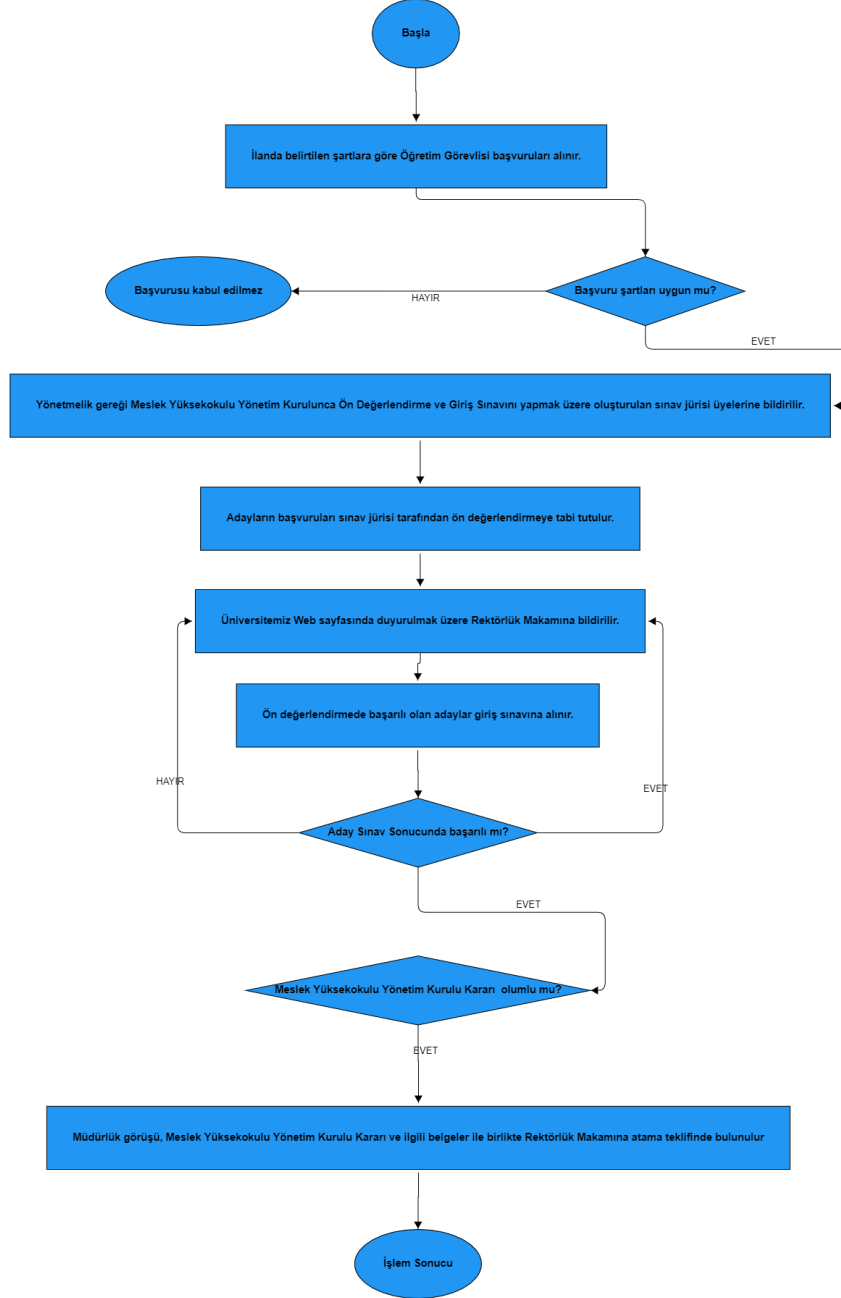 Başla
İlanda belirtilen şartlara göre Öğretim Görevlisi başvuruları alınır.
Başvurusu kabul edilmez
HAYIR
Başvuru şartları uygun mu?
EVET
Yönetmelik gereği Meslek Yüksekokulu Yönetim Kurulunca Ön Değerlendirme ve Giriş Sınavını yapmak üzere oluşturulan sınav jürisi üyelerine bildirilir.
Adayların başvuruları sınav jürisi tarafından ön değerlendirmeye tabi tutulur.
Üniversitemiz Web sayfasında duyurulmak üzere Rektörlük Makamına bildirilir.
Ön değerlendirmede başarılı olan adaylar giriş sınavına alınır.
HAYIR
EVET
Aday Sınav Sonucunda başarılı mı?
EVET
Meslek Yüksekokulu Yönetim Kurulu Kararı olumlu mu?
EVET
Müdürlük görüşü, Meslek Yüksekokulu Yönetim Kurulu Kararı ve ilgili belgeler ile birlikte Rektörlük Makamına atama teklifinde bulunulur
İşlem Sonucu